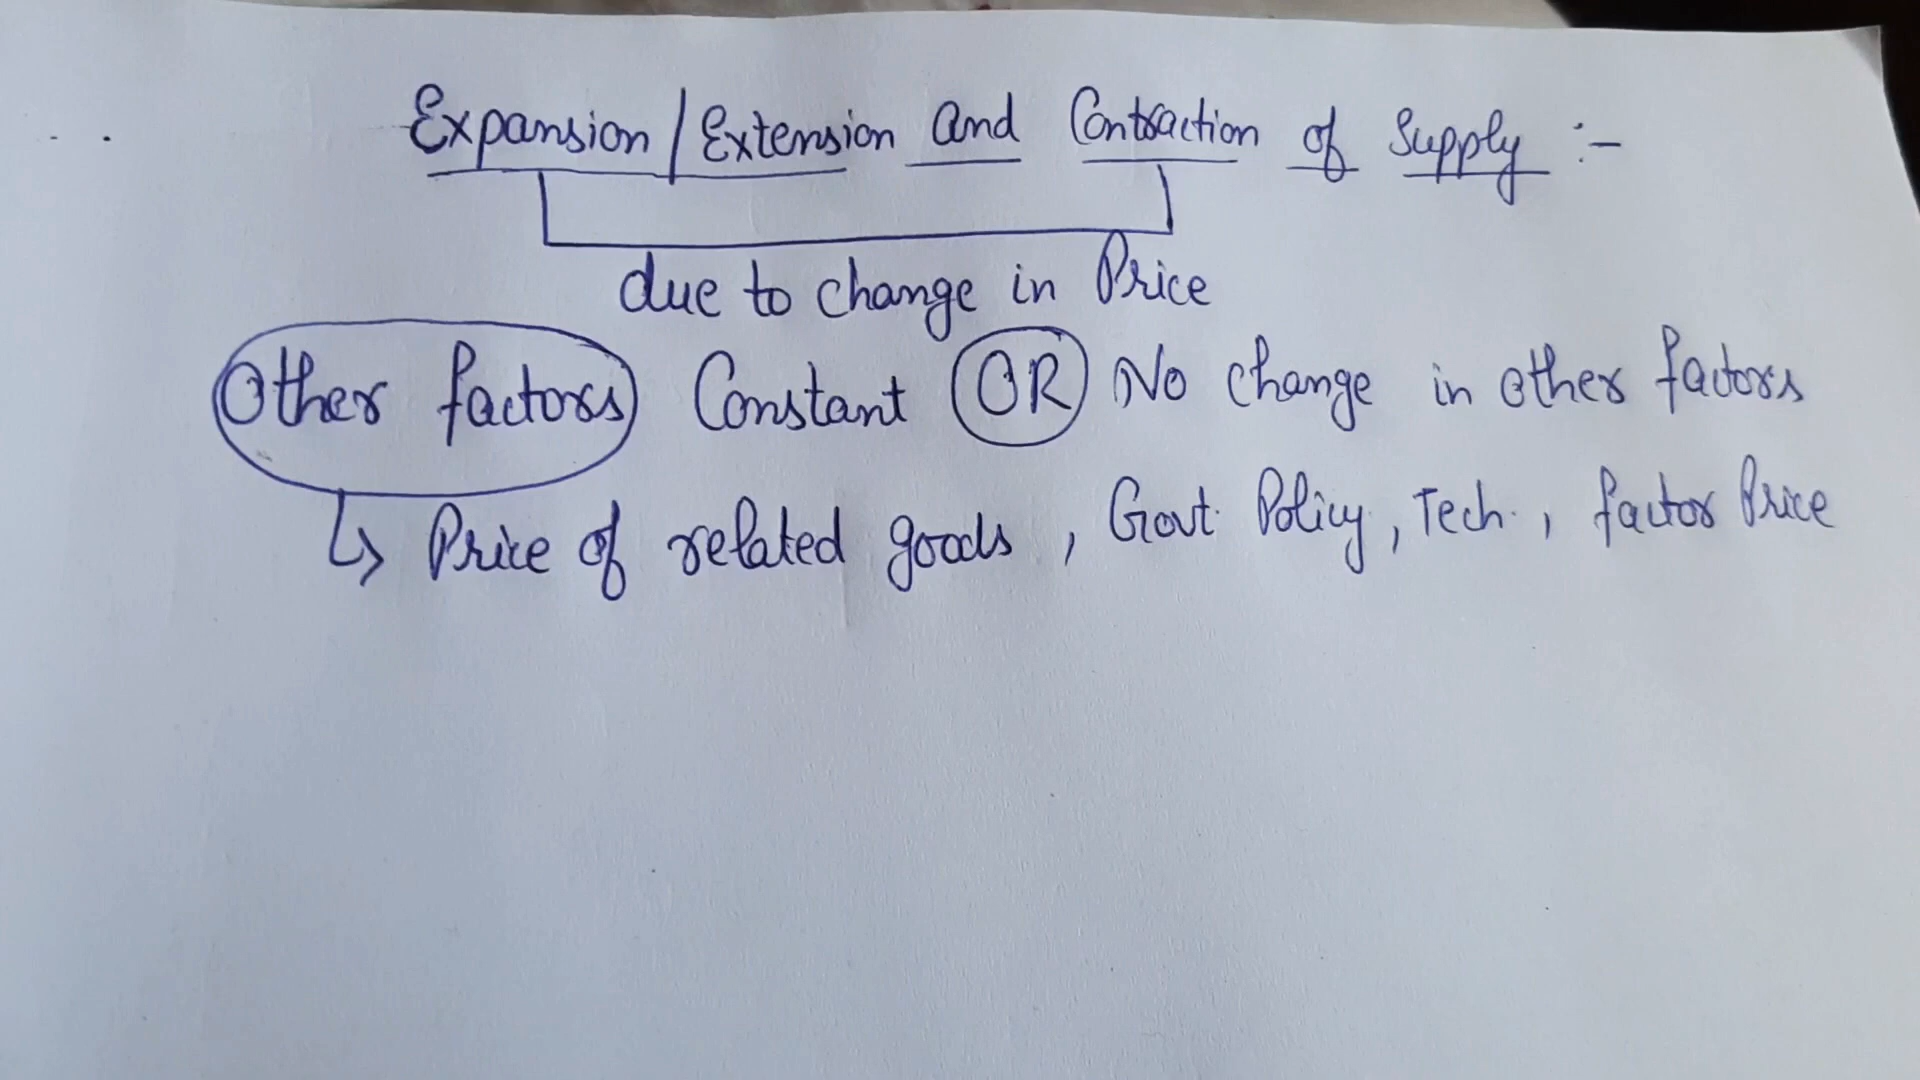 Expansion/Extension and Contraction of Supply :-
due to change in Price
Other factors Constant OR No change in other factors
↳ Price of related goods, Govt. Policy, Tech., factor Price